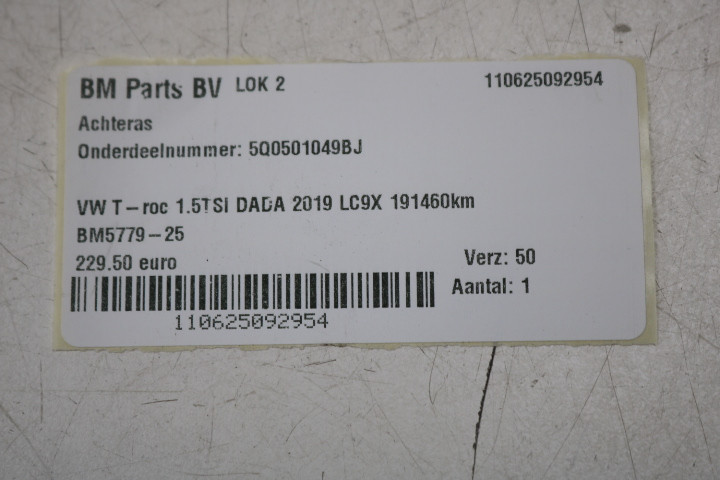 BM Parts BV LOK 2 110625092954
Achteras
Onderdeelnummer: 5Q0501049BJ
VW T-roc 1.5TSI DADA 2019 LC9X 191460km
BM5779-25
229.50 euro Verz: 50
Aantal: 1
110625092954